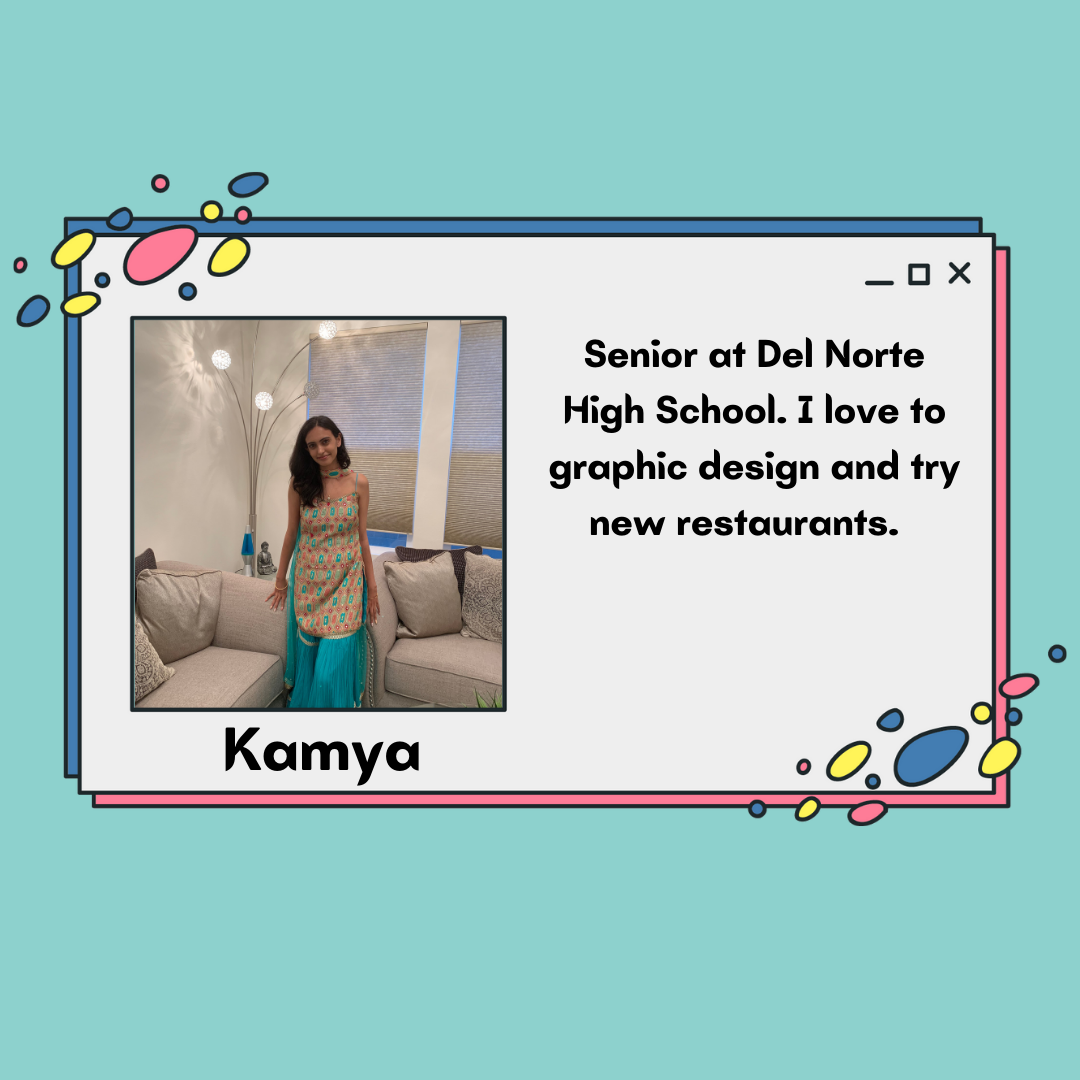 Senior at Del Norte
High School. I love to
graphic design and try
new restaurants.
Kamya